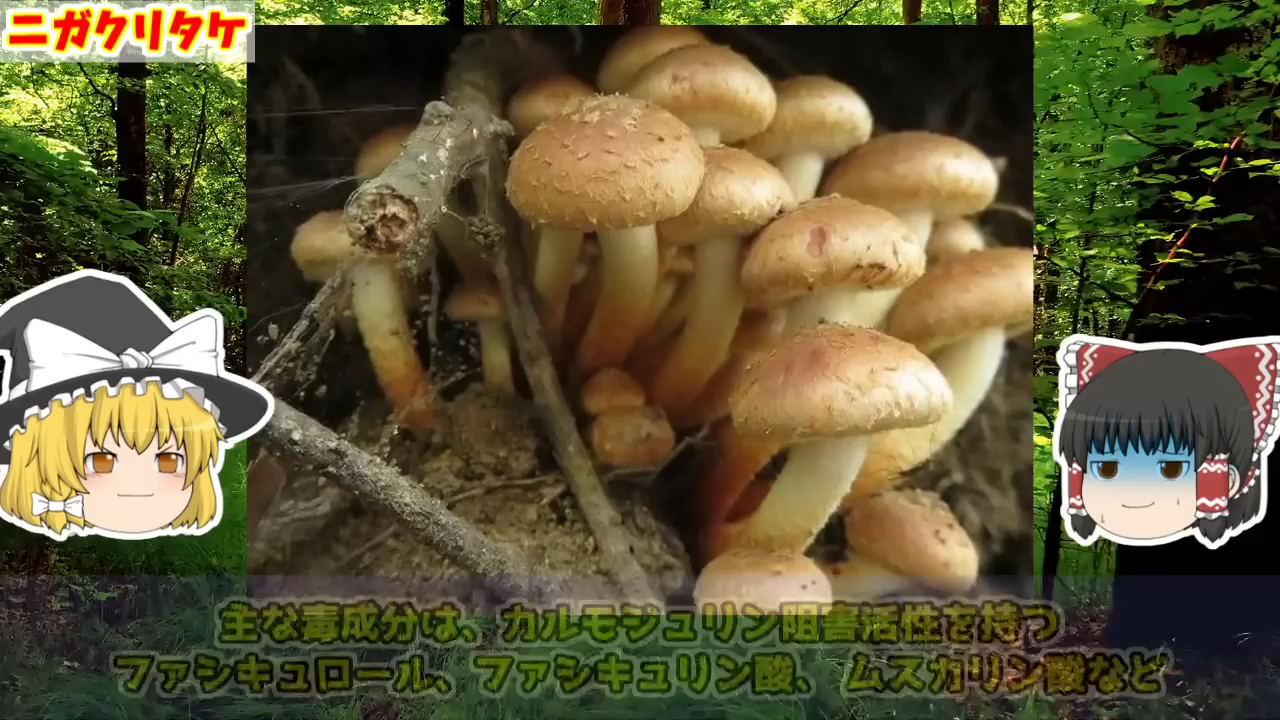 ニガクリタケ
主な毒成分は、カルモジュリン阻害活性を持つ
ファシキュロール、ファシキュリン酸、ムスカリン酸など